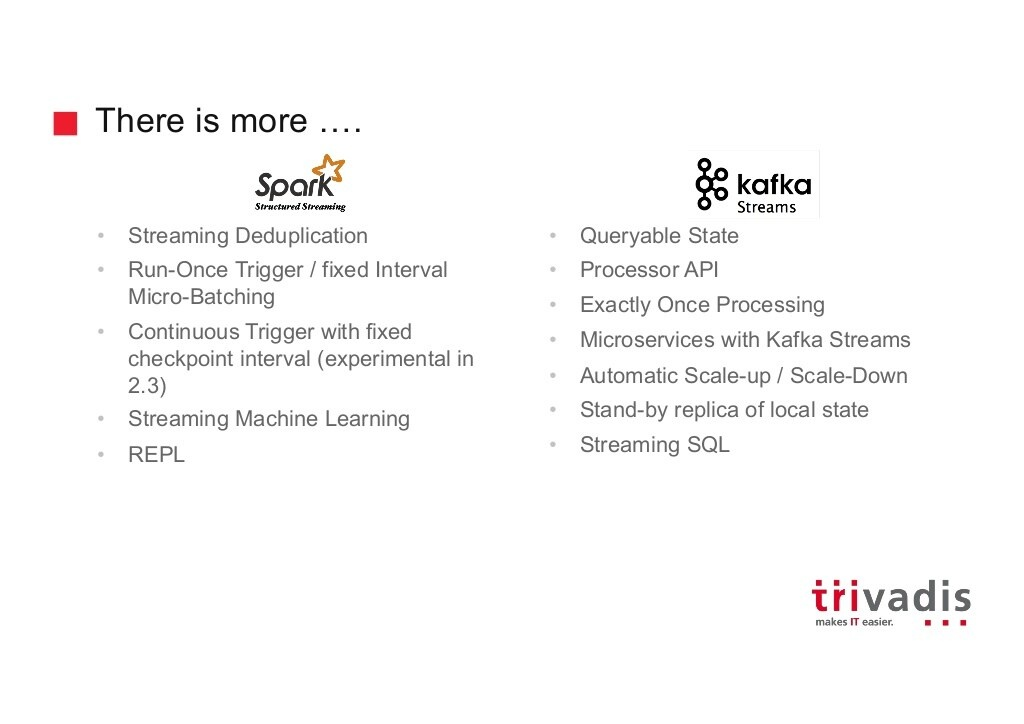 There is more ….
Spark
Structured Streaming
• Streaming Deduplication
• Run-Once Trigger / fixed Interval
Micro-Batching
• Continuous Trigger with fixed
checkpoint interval (experimental in
2.3)
• Streaming Machine Learning
• REPL
kafka
Streams
• Queryable State
• Processor API
• Exactly Once Processing
• Microservices with Kafka Streams
• Automatic Scale-up / Scale-Down
• Stand-by replica of local state
• Streaming SQL
trivadis
makes IT easier.